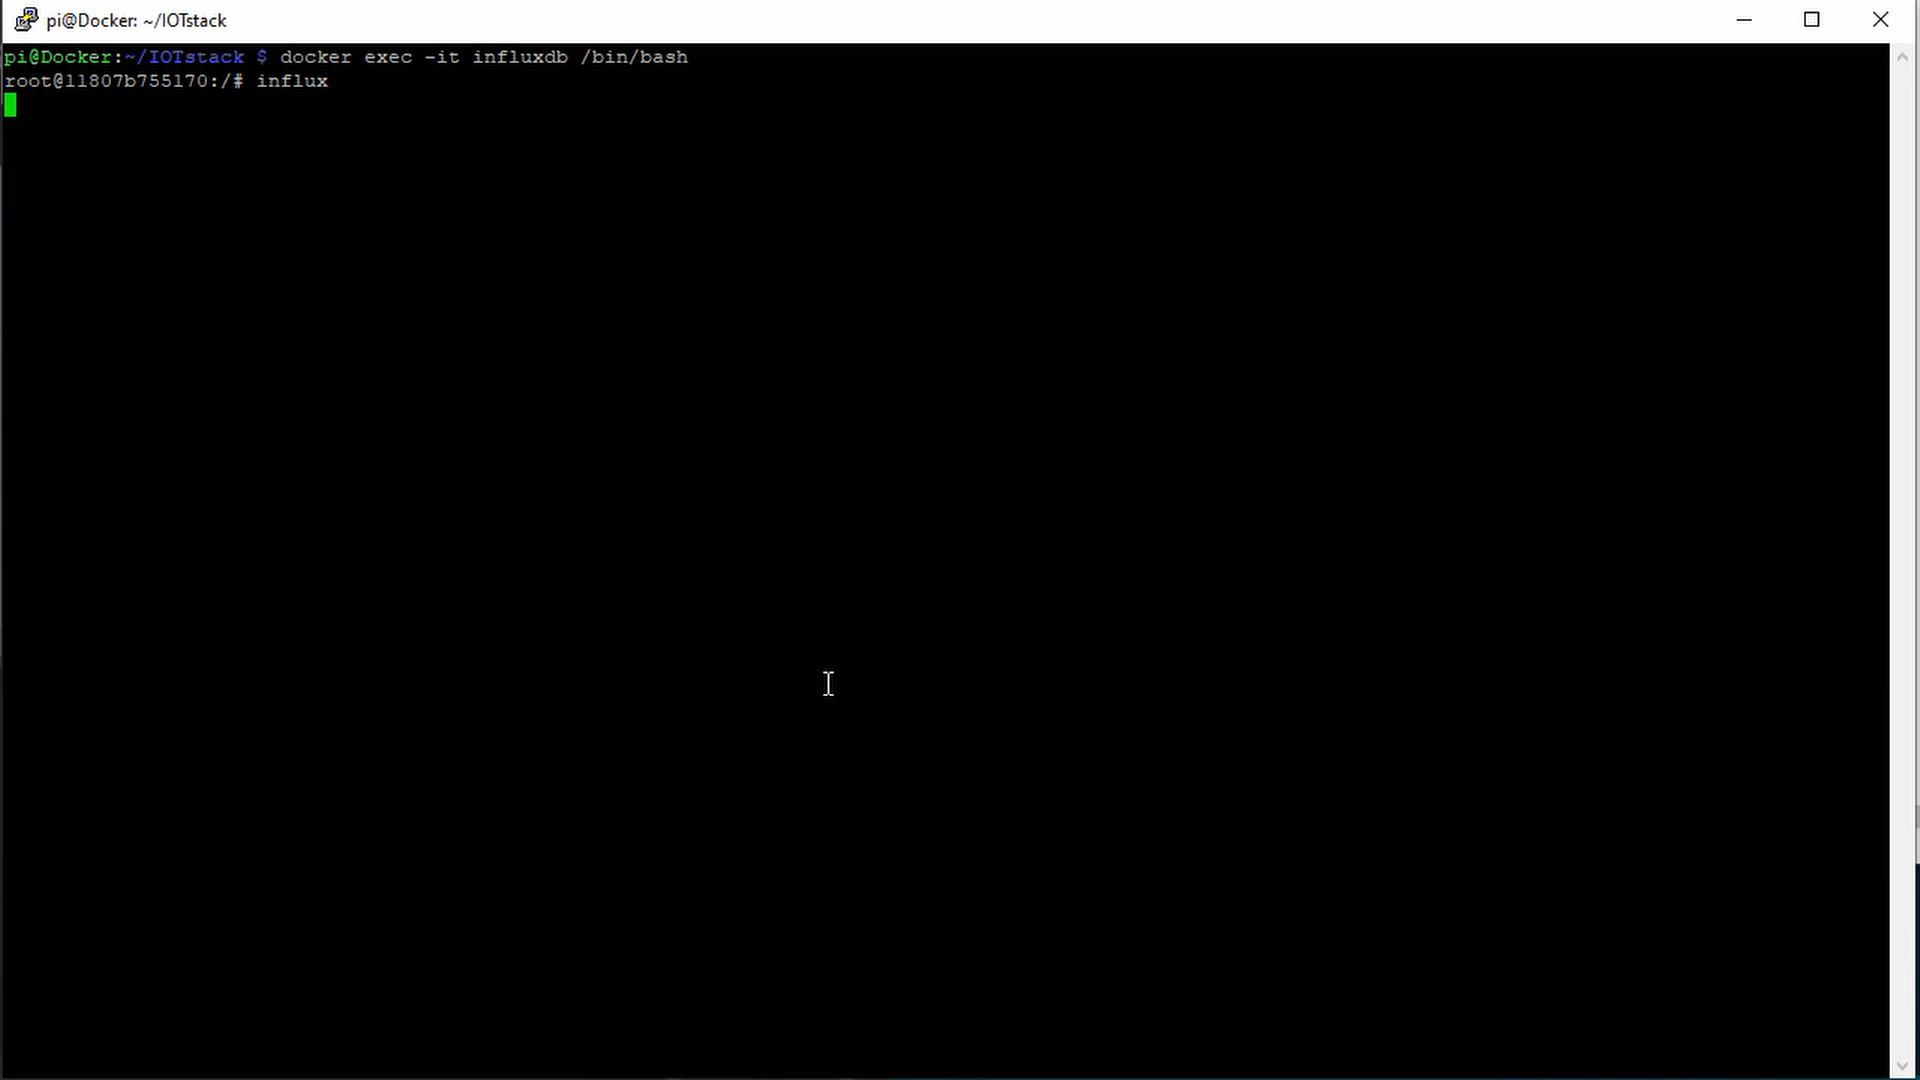 pi@Docker: ~/IOTstack
pi@Docker:~/IOTstack $ docker exec -it influxdb /bin/bash
root@11807b755170:/# influx